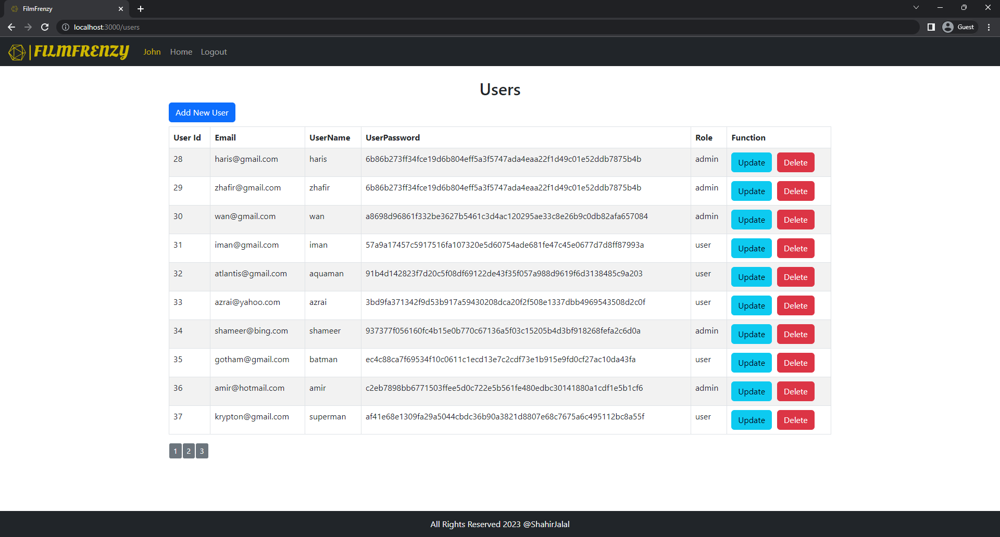 FilmFrenzy
localhost:3000/users
Guest
|FILMFRENZY John Home Logout
Users
Add New User
User Id Email UserName UserPassword Role Function
28 haris@gmail.com haris 6b86b273ff34fce19d6b804eff5a3f5747ada4eaa22f1d49c01e52ddb7875b4b admin Update Delete
29 zhafir@gmail.com zhafir 6b86b273ff34fce19d6b804eff5a3f5747ada4eaa22f1d49c01e52ddb7875b4b admin Update Delete
30 wan@gmail.com wan a8698d96861f332be3627b5461c3d4ac120295ae33c8e26b9c0db82afa657084 admin Update Delete
31 iman@gmail.com iman 57a9a17457c5917516fa107320e5d60754ade681fe47c45e0677d7d8ff87993a user Update Delete
32 atlantis@gmail.com aquaman 91b4d142823f7d20c5f08df69122de43f35f057a988d9619f6d3138485c9a203 user Update Delete
33 azrai@yahoo.com azrai 3bd9fa371342f9d53b917a59430208dca20f2f508e1337dbb4969543508d2c0f user Update Delete
34 shameer@bing.com shameer 937377f056160fc4b15e0b770c67136a5f03c15205b4d3bf918268fefa2c6d0a admin Update Delete
35 gotham@gmail.com batman ec4c88ca7f69534f10c0611c1ecd13e7c2cdf73e1b915e9fd0cf27ac10da43fa user Update Delete
36 amir@hotmail.com amir c2eb7898bb6771503ffee5d0c722e5b561fe480edbc30141880a1cdf1e5b1cf6 admin Update Delete
37 krypton@gmail.com superman af41e68e1309fa29a5044cbdc36b90a3821d8807e68c7675a6c495112bc8a55f user Update Delete
1 2 3
All Rights Reserved 2023 @ShahirJalal